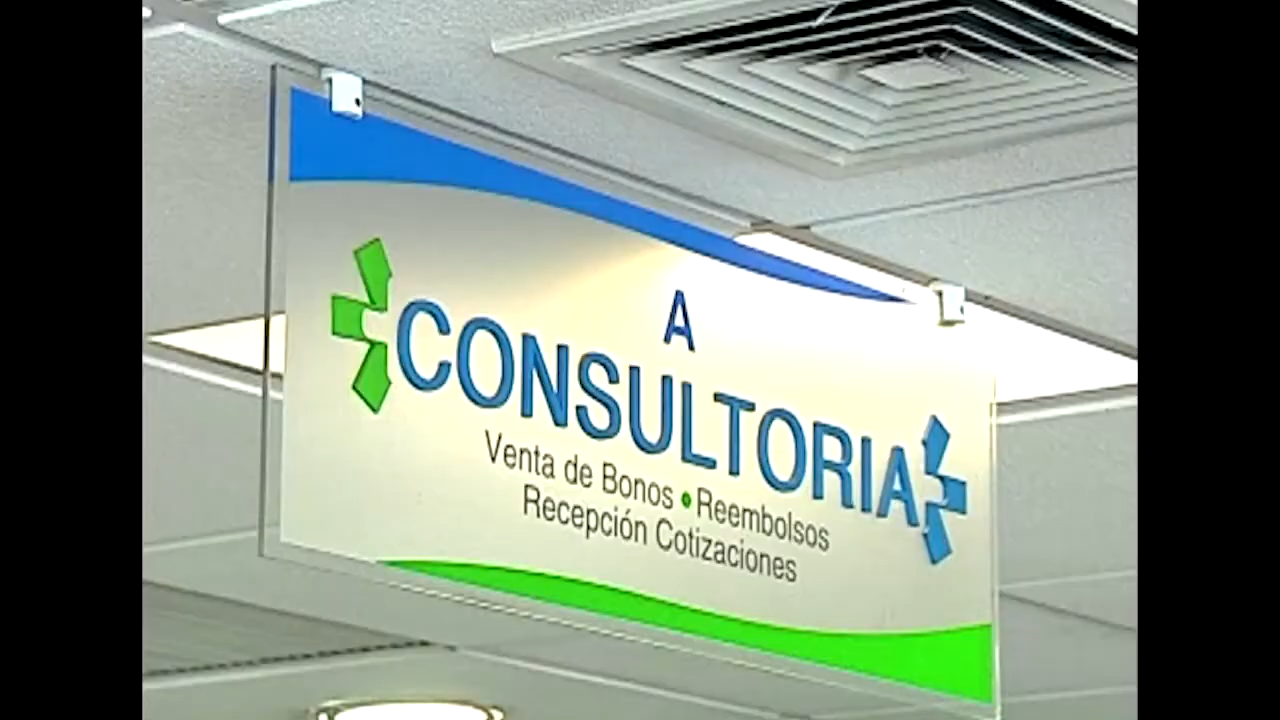 A
CONSULTORIA
Venta de Bonos • Reembolsos
Recepción Cotizaciones